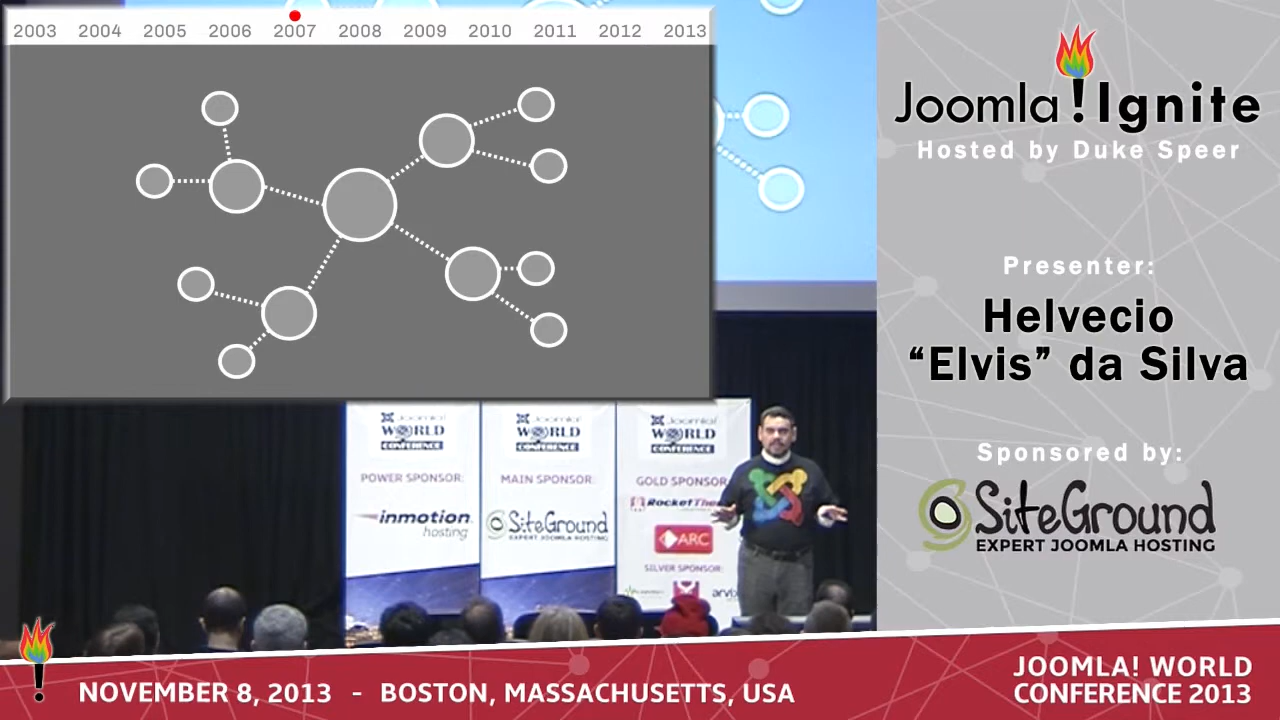 2003 2004 2005 2006 2007 2008 2009 2010 2011 2012 2013
Joomla!Ignite
Hosted by Duke Speer
Presenter:
Helvecio
“Elvis” da Silva
Sponsored by:
SiteGround
EXPERT JOOMLA HOSTING
Joomla!
WORLD
CONFERENCE
POWER SPONSOR:
inmotion
hosting
Joomla!
WORLD
CONFERENCE
MAIN SPONSOR:
SiteGround
EXPERT JOOMLA HOSTING
Joomla!
WORLD
CONFERENCE
GOLD SPONSOR
ARC
SILVER SPONSOR:
NOVEMBER 8, 2013 - BOSTON, MASSACHUSETTS, USA
JOOMLA! WORLD
CONFERENCE 2013